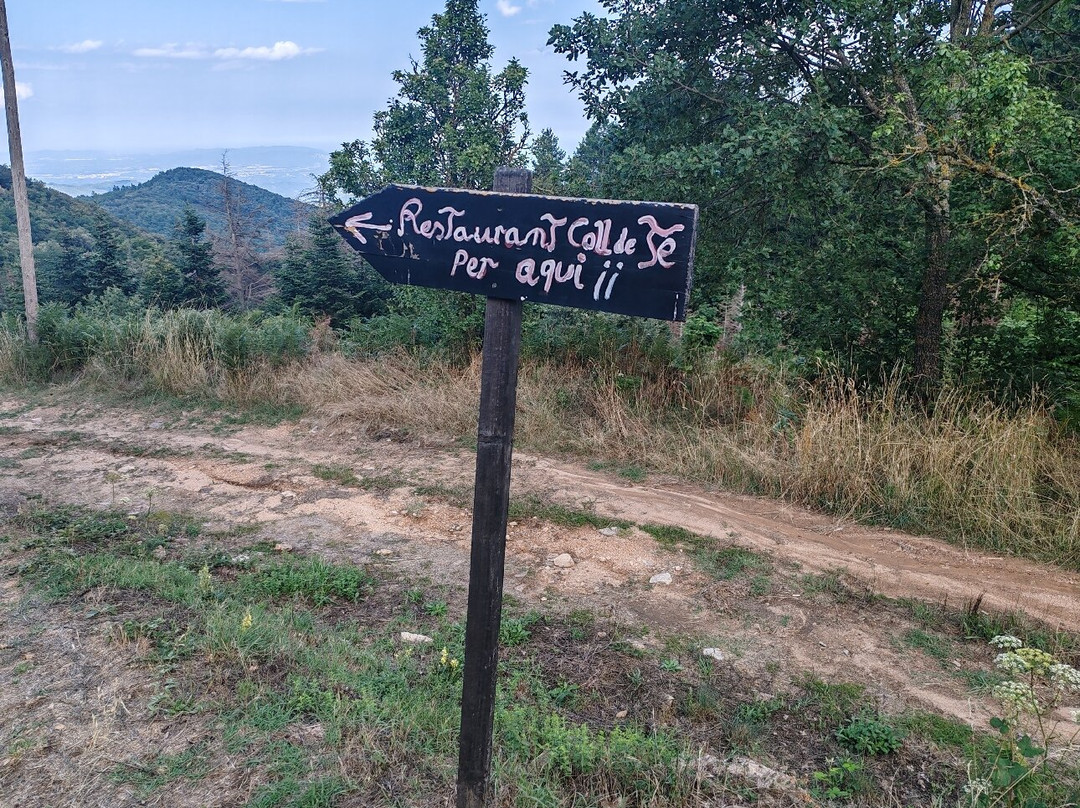 Restaurant Coll de Te
Per aqui ¡¡